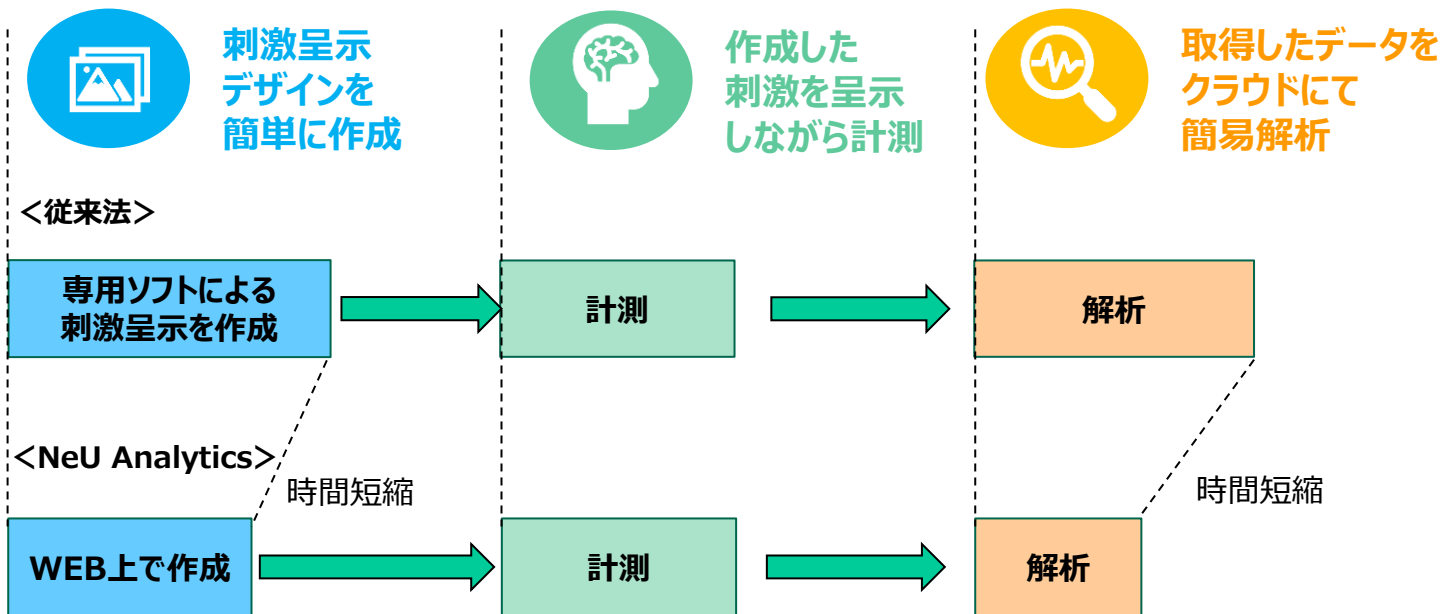 刺激呈示
デザインを
簡単に作成
作成した
刺激を呈示
しながら計測
取得したデータを
クラウドにて
簡易解析
＜従来法＞
専用ソフトによる
刺激呈示を作成
計測
解析
＜NeU Analytics＞
時間短縮
時間短縮
WEB上で作成
計測
解析